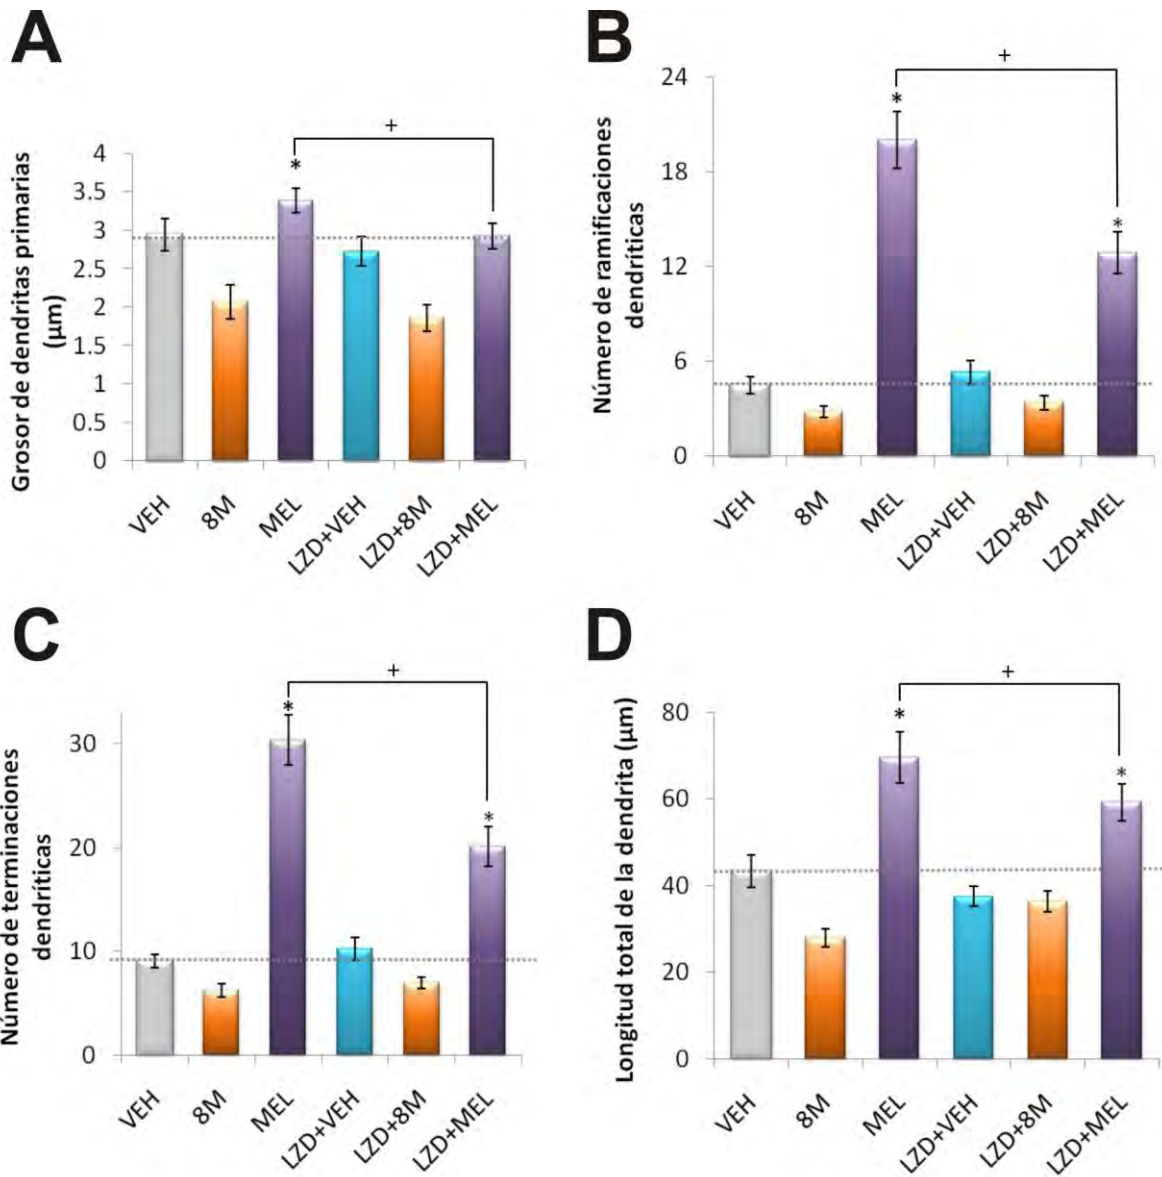 A
Grosor de dendritas primarias
(µm)
4
3.5
3
2.5
2
1.5
1
0.5
0
+
*
VEH
8M
MEL
LZD+VEH
LZD+8M
LZD+MEL
B
Número de ramificaciones
dendríticas
24
18
12
6
0
+
*
*
VEH
8M
MEL
LZD+VEH
LZD+8M
LZD+MEL
C
Número de terminaciones
dendríticas
30
20
10
0
+
*
*
VEH
8M
MEL
LZD+VEH
LZD+8M
LZD+MEL
D
Longitud total de la dendrita (µm)
80
60
40
20
0
+
*
*
VEH
8M
MEL
LZD+VEH
LZD+8M
LZD+MEL